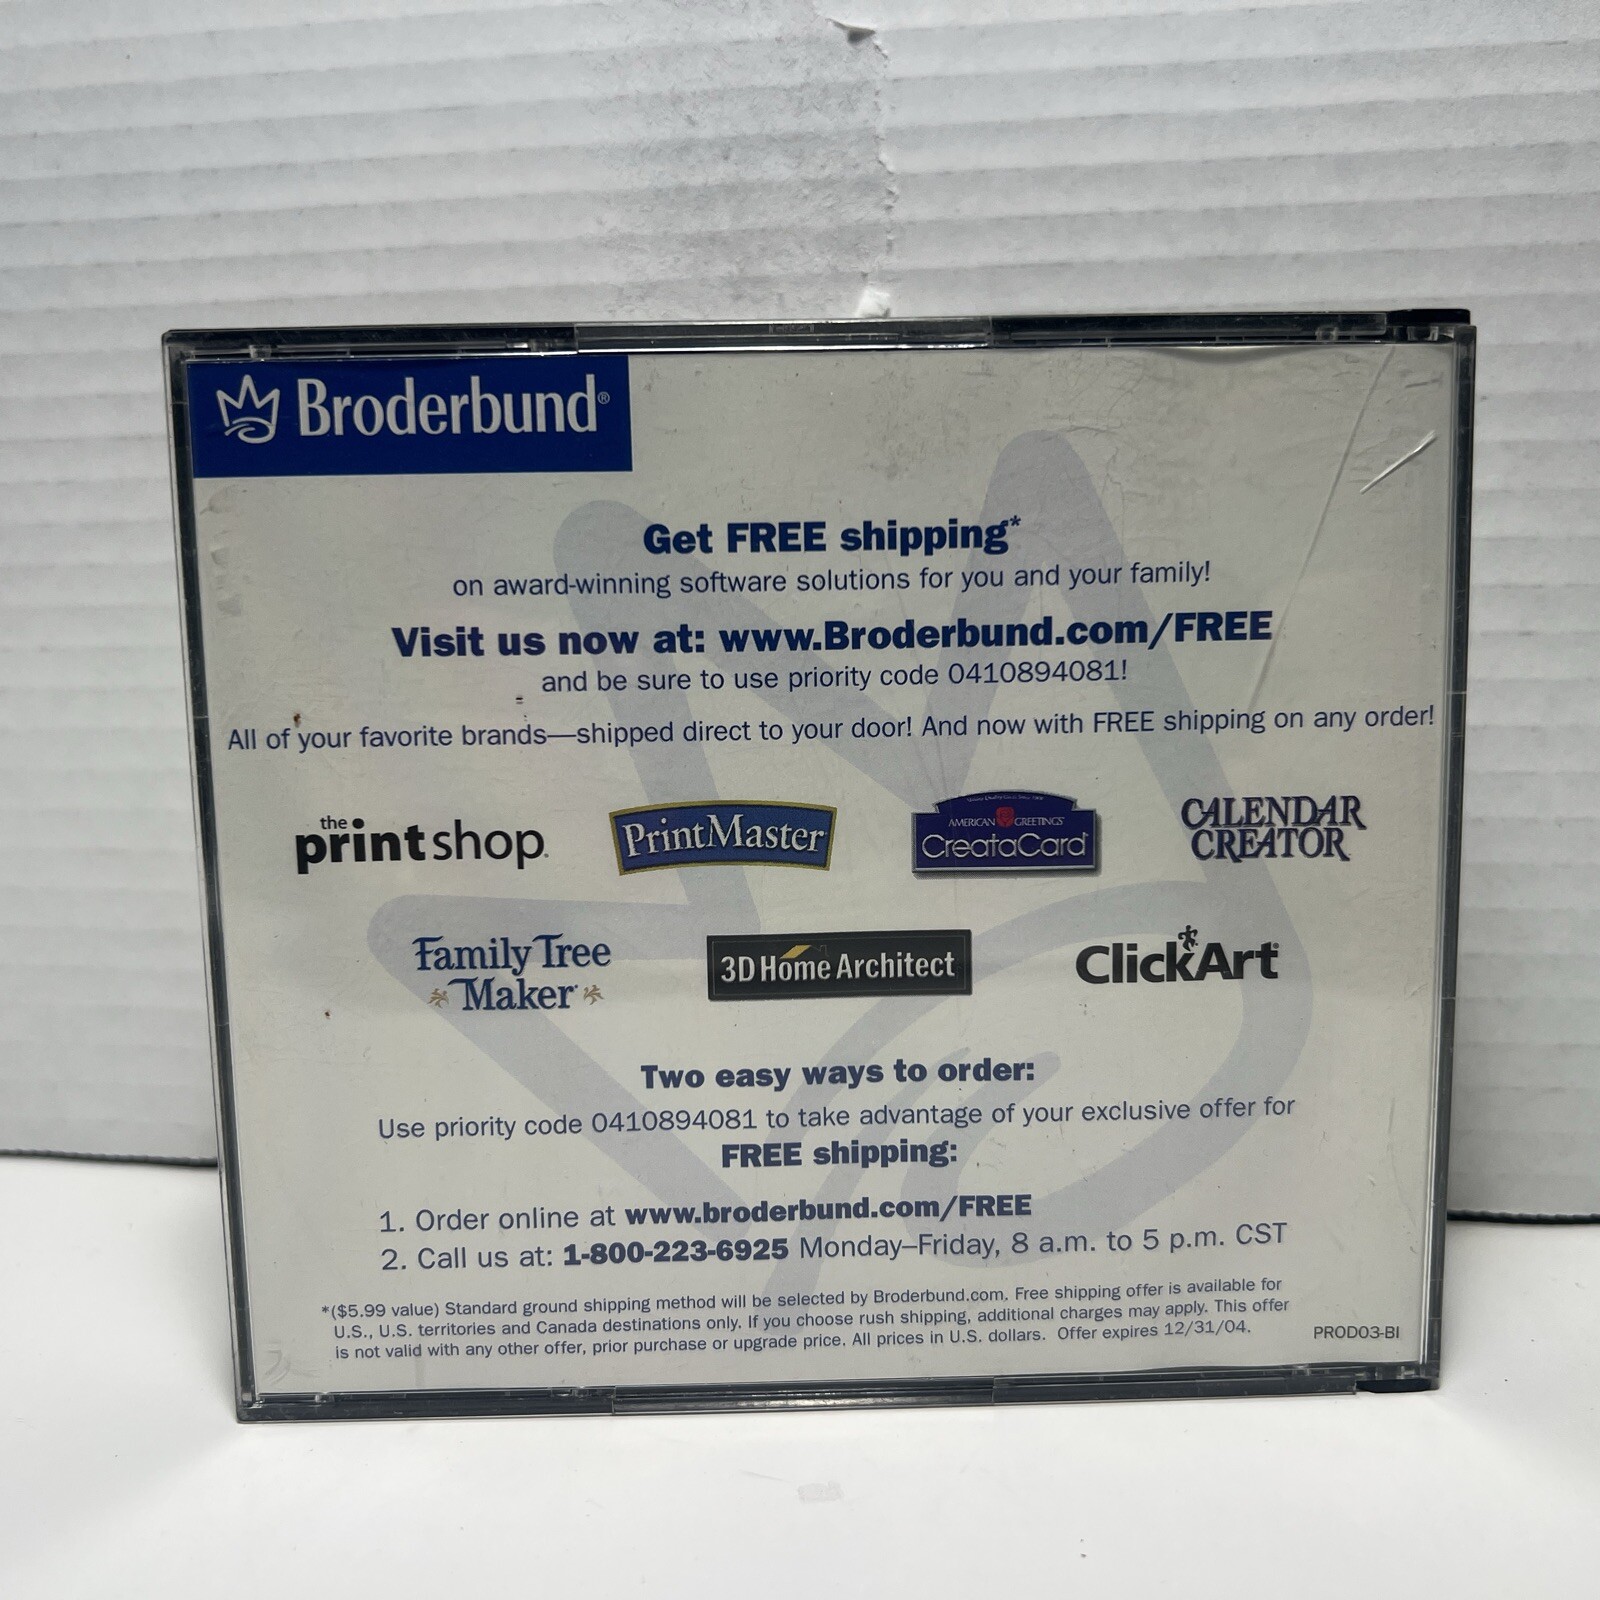 Broderbund®
Get FREE shipping*
on award-winning software solutions for you and your family!
Visit us now at: www.Broderbund.com/FREE
and be sure to use priority code 0410894081!
All of your favorite brands—shipped direct to your door! And now with FREE shipping on any order!
the
printshop.
PrintMaster
AMERICAN GREETINGS
CreataCard
CALENDAR
CREATOR
Family Tree
Maker
3D Home Architect
ClickArt
Two easy ways to order:
Use priority code 0410894081 to take advantage of your exclusive offer for
FREE shipping:
1. Order online at www.broderbund.com/FREE
2. Call us at: 1-800-223-6925 Monday–Friday, 8 a.m. to 5 p.m. CST
*($5.99 value) Standard ground shipping method will be selected by Broderbund.com. Free shipping offer is available for
U.S., U.S. territories and Canada destinations only. If you choose rush shipping, additional charges may apply. This offer
is not valid with any other offer, prior purchase or upgrade price. All prices in U.S. dollars. Offer expires 12/31/04.
PROD03-BI